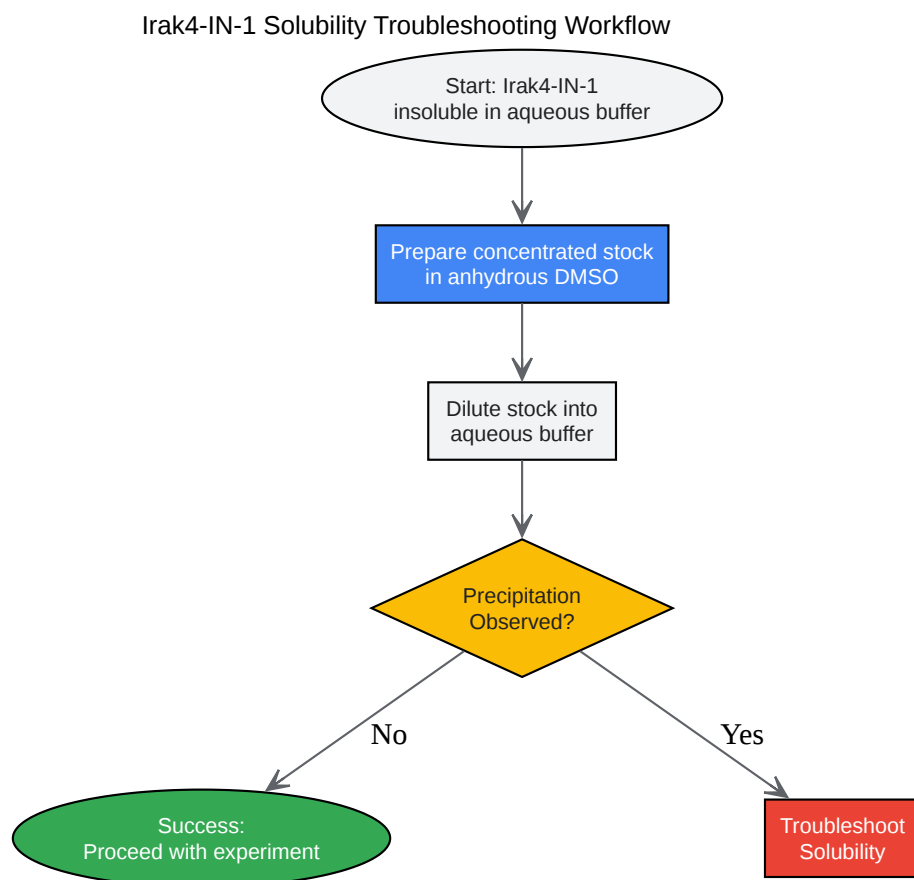 Irak4-IN-1 Solubility Troubleshooting Workflow
Start: Irak4-IN-1
insoluble in aqueous buffer
Prepare concentrated stock
in anhydrous DMSO
Dilute stock into
aqueous buffer
Precipitation
Observed?
No
Yes
Success:
Proceed with experiment
Troubleshoot
Solubility